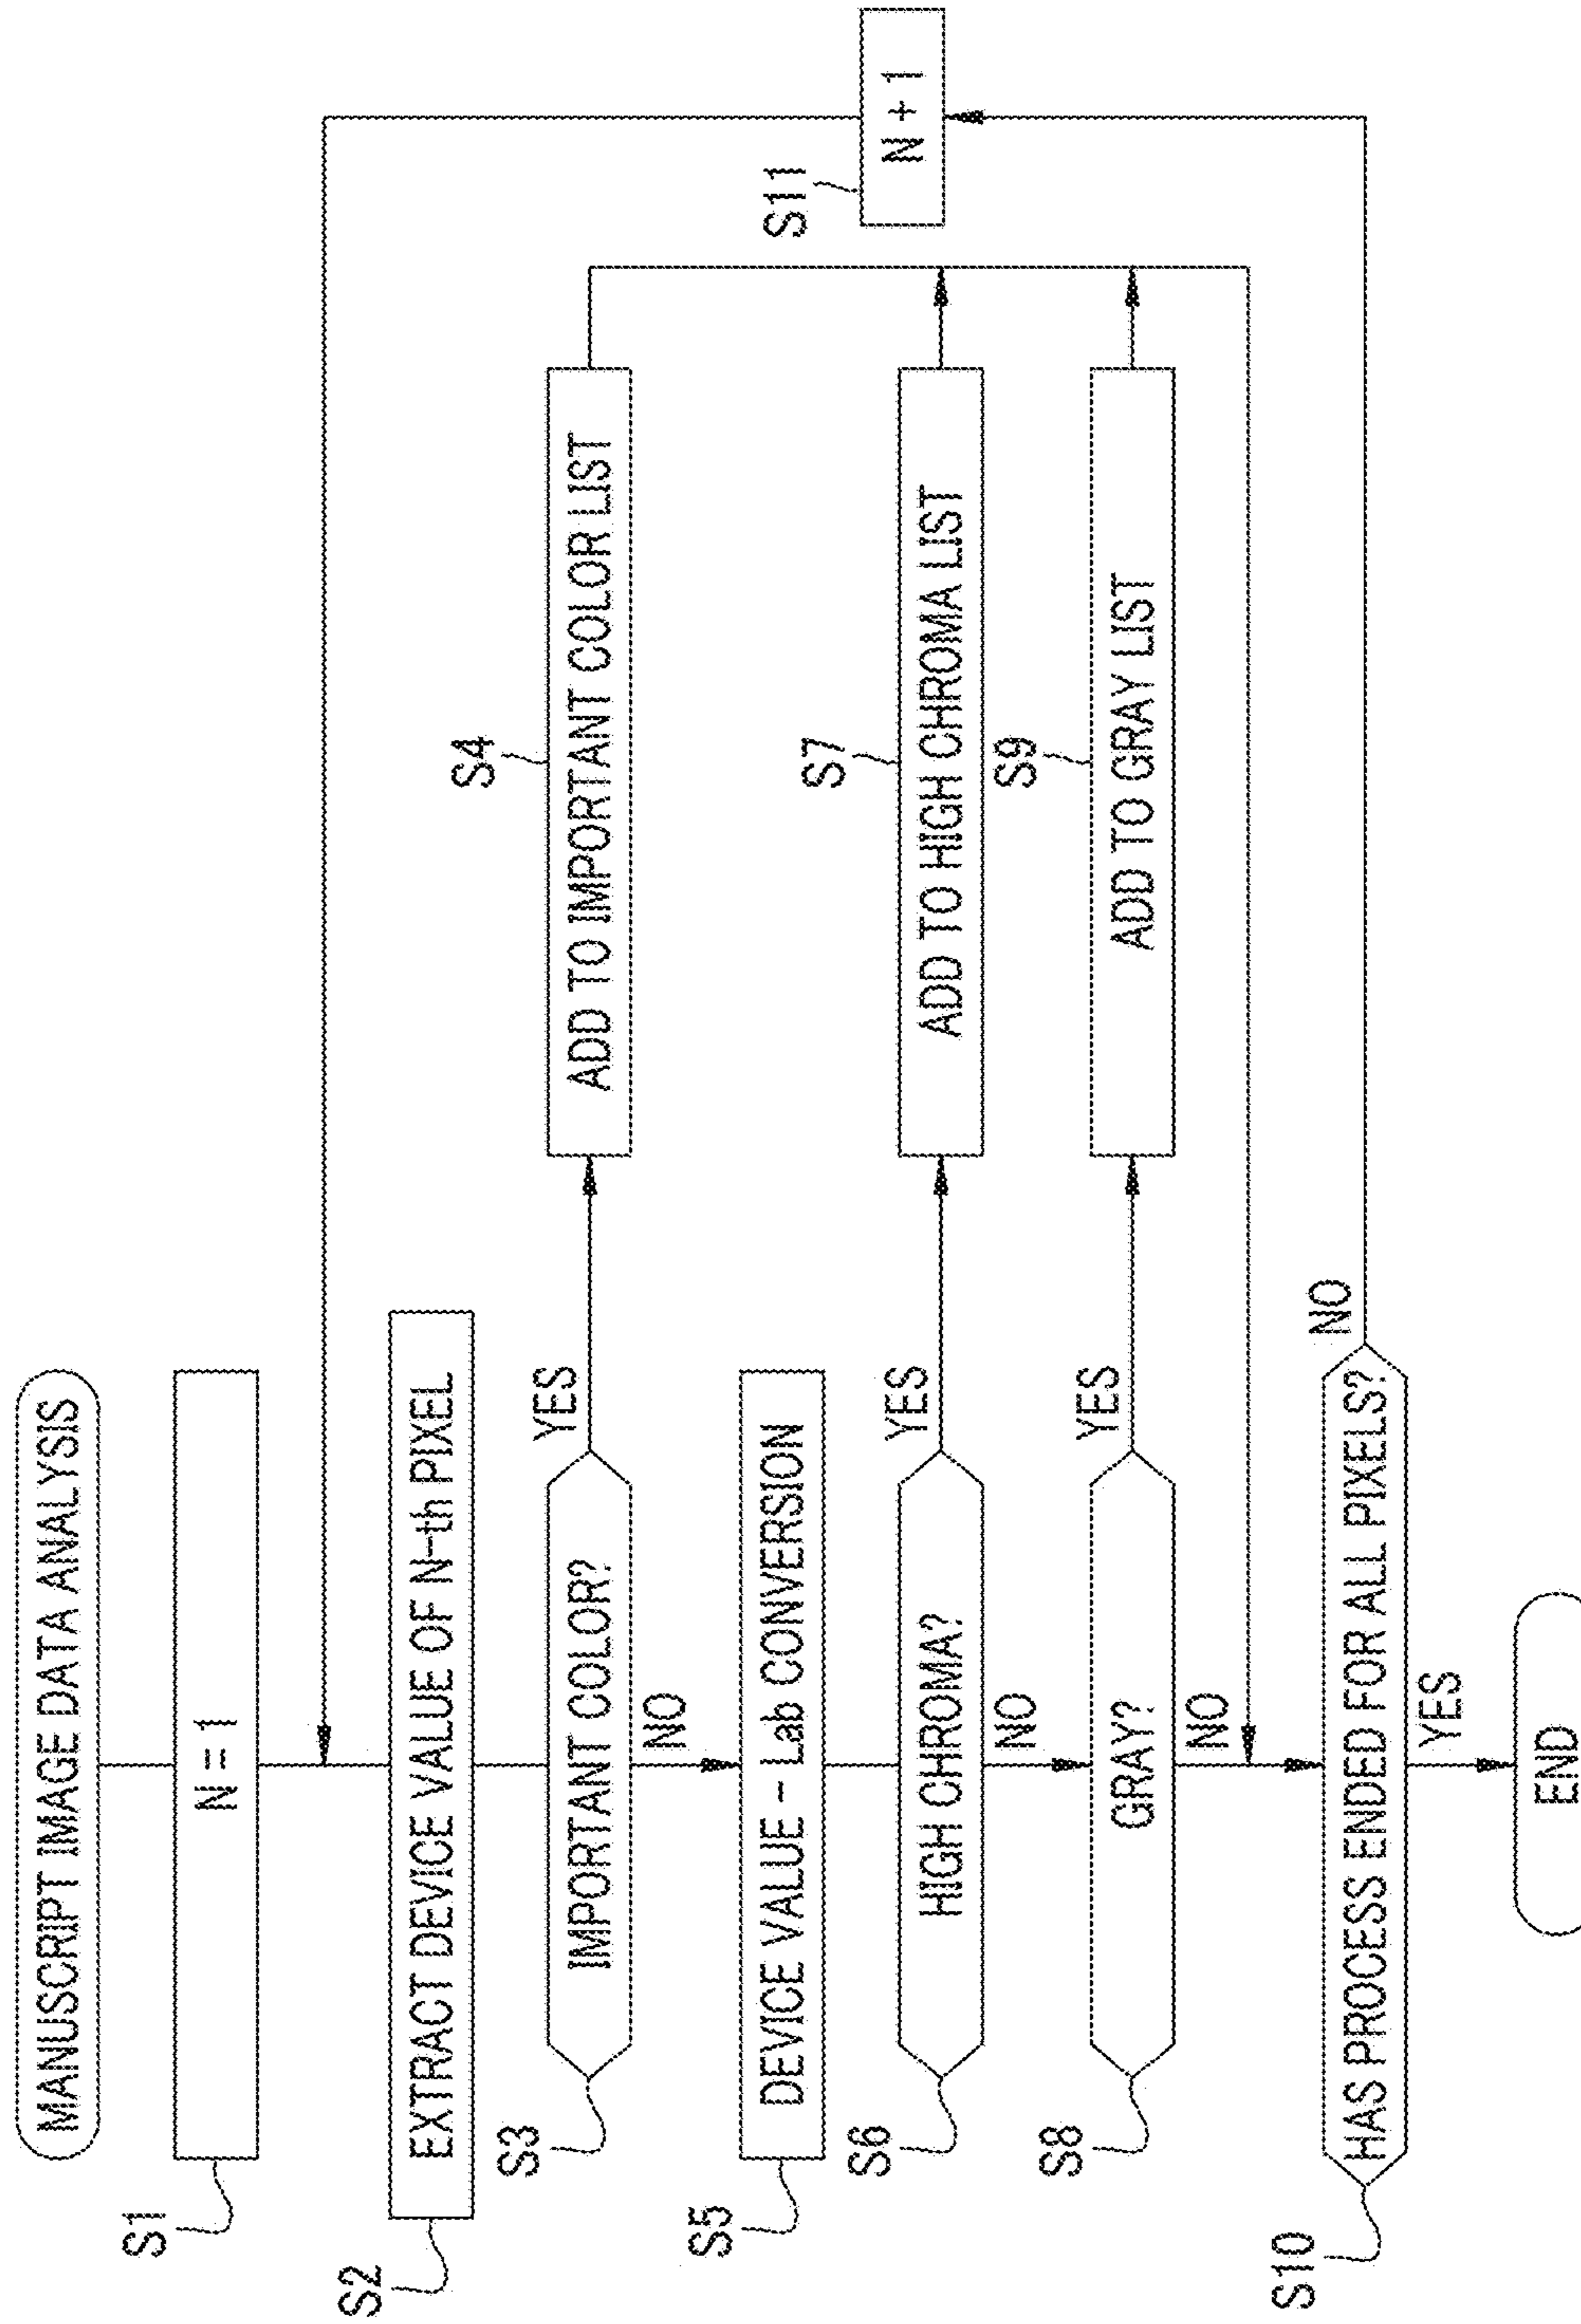 MANUSCRIPT IMAGE DATA ANALYSIS
S1
N = 1
S2
EXTRACT DEVICE VALUE OF N-th PIXEL
S3
IMPORTANT COLOR?
YES
S4
ADD TO IMPORTANT COLOR LIST
NO
S5
DEVICE VALUE - Lab CONVERSION
S6
HIGH CHROMA?
YES
S7
ADD TO HIGH CHROMA LIST
NO
S8
GRAY?
YES
S9
ADD TO GRAY LIST
NO
S10
HAS PROCESS ENDED FOR ALL PIXELS?
NO
S11
N + 1
YES
END